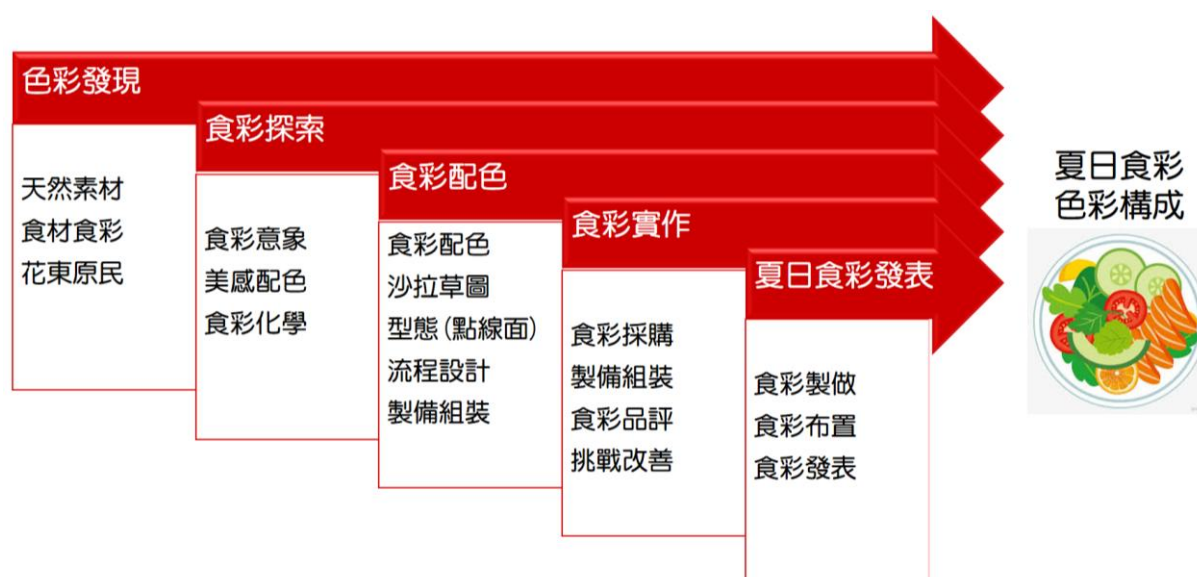 色彩發現
天然素材
食材食彩
花東原民
食彩探索
食彩意象
美感配色
食彩化學
食彩配色
食彩配色
沙拉草圖
型態(點線面)
流程設計
製備組裝
食彩實作
食彩採購
製備組裝
食彩品評
挑戰改善
夏日食彩發表
食彩製做
食彩布置
食彩發表
夏日食彩
色彩構成